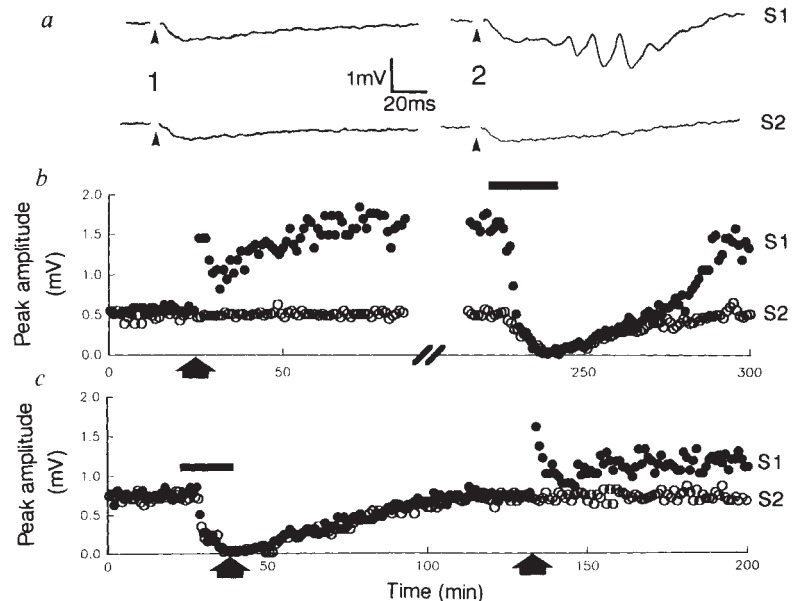 a
S1
1
1mV
2
20ms
S2
b
Peak amplitude
(mV)
2.0
1.5
1.0
0.5
0.0
S1
S2
0
50
250
300
c
Peak amplitude
(mV)
2.0
1.5
1.0
0.5
0.0
S1
S2
0
50
100
150
200
Time (min)